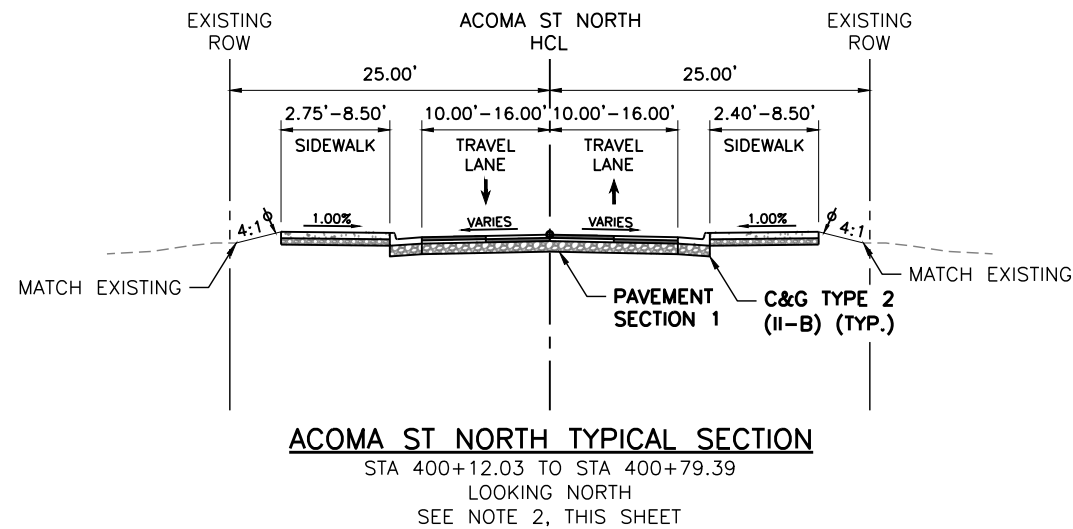 EXISTING
ROW
ACOMA ST NORTH
HCL
EXISTING
ROW
25.00'
25.00'
2.75'-8.50'
10.00'-16.00'
10.00'-16.00'
2.40'-8.50'
SIDEWALK
TRAVEL
LANE
TRAVEL
LANE
SIDEWALK
4:1
ϕ
1.00%
VARIES
VARIES
1.00%
ϕ
4:1
MATCH EXISTING
MATCH EXISTING
PAVEMENT
SECTION 1
C&G TYPE 2
(II-B) (TYP.)
ACOMA ST NORTH TYPICAL SECTION
STA 400+12.03 TO STA 400+79.39
LOOKING NORTH
SEE NOTE 2, THIS SHEET